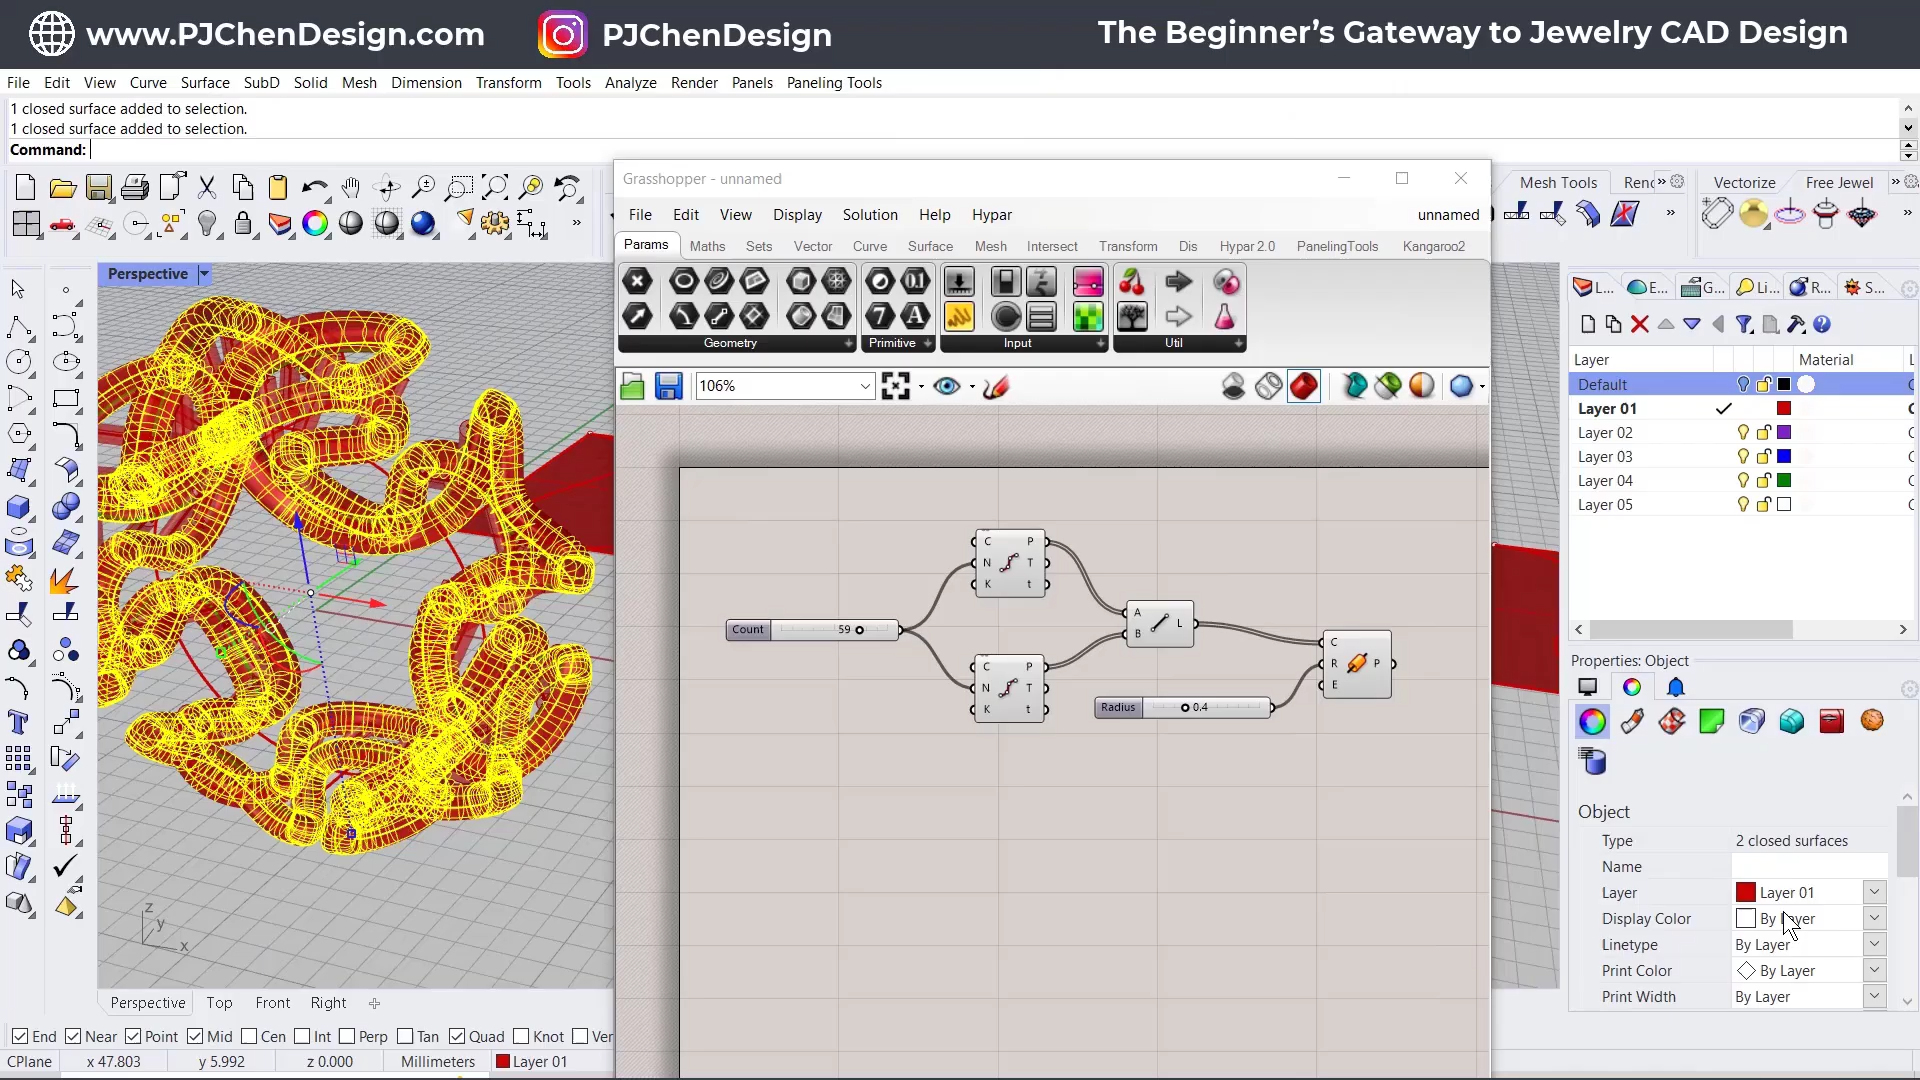 www.PJChenDesign.com PJChenDesign The Beginner’s Gateway to Jewelry CAD Design
File Edit View Curve Surface SubD Solid Mesh Dimension Transform Tools Analyze Render Panels Paneling Tools
1 closed surface added to selection.
1 closed surface added to selection.
Command:
Grasshopper - unnamed
Mesh Tools Renc » Vectorize Free Jewel »
File Edit View Display Solution Help Hypar unnamed
Params Maths Sets Vector Curve Surface Mesh Intersect Transform Dis Hypar 2.0 PanelingTools Kangaroo2
Perspective
L... E... G... Li... R... S...
Geometry Primitive Input Util
Layer Material L
106%
Default
Layer 01
Layer 02
Layer 03
Layer 04
Layer 05
C P
N T
K t
A L
B
Count 59
C P
N T
K t
C
R P
E
Radius 0.4
Properties: Object
Object
Type 2 closed surfaces
Name
Layer Layer 01
Display Color By Layer
Linetype By Layer
Print Color By Layer
Print Width By Layer
z
y
x
Perspective Top Front Right
End Near Point Mid Cen Int Perp Tan Quad Knot Ver
CPlane x 47.803 y 5.992 z 0.000 Millimeters Layer 01